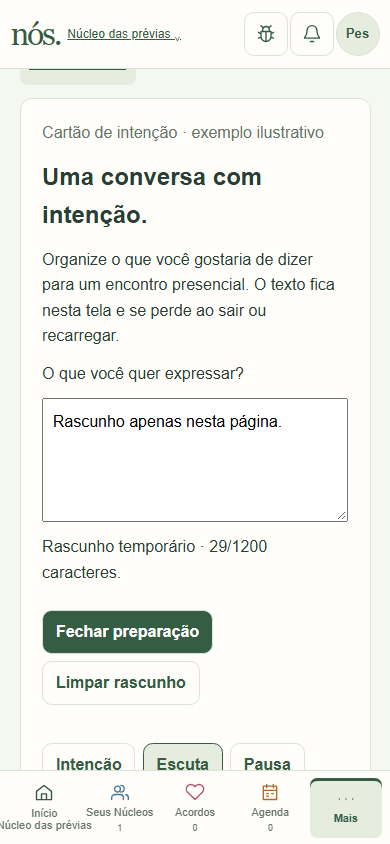 nós. Núcleo das prévias
Pes
Cartão de intenção · exemplo ilustrativo
Uma conversa com
intenção.
Organize o que você gostaria de dizer
para um encontro presencial. O texto fica
nesta tela e se perde ao sair ou
recarregar.
O que você quer expressar?
Rascunho apenas nesta página.
Rascunho temporário · 29/1200
caracteres.
Fechar preparação
Limpar rascunho
Intenção Escuta Pausa
Início Seus Núcleos Acordos Agenda Mais
Núcleo das prévias 1 0 0